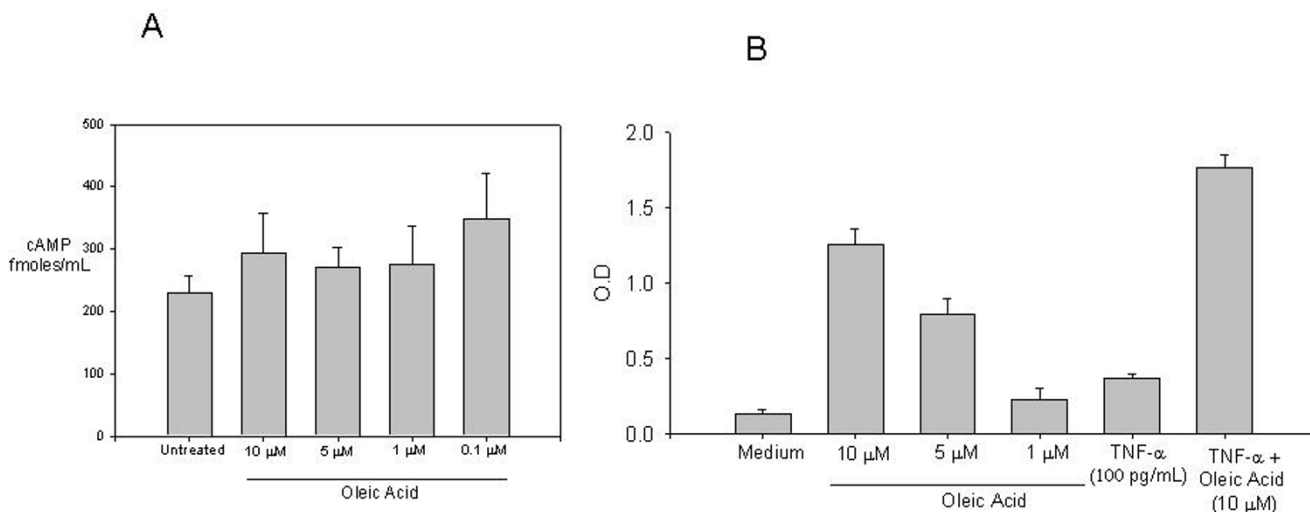 A
500
400
300
200
100
0
cAMP
fmoles/mL
Untreated 10 µM 5 µM 1 µM 0.1 µM
Oleic Acid
B
2.0
1.5
1.0
0.5
0.0
O.D
Medium 10 µM 5 µM 1 µM TNF-α TNF-α +
(100 pg/mL) Oleic Acid
Oleic Acid (10 µM)